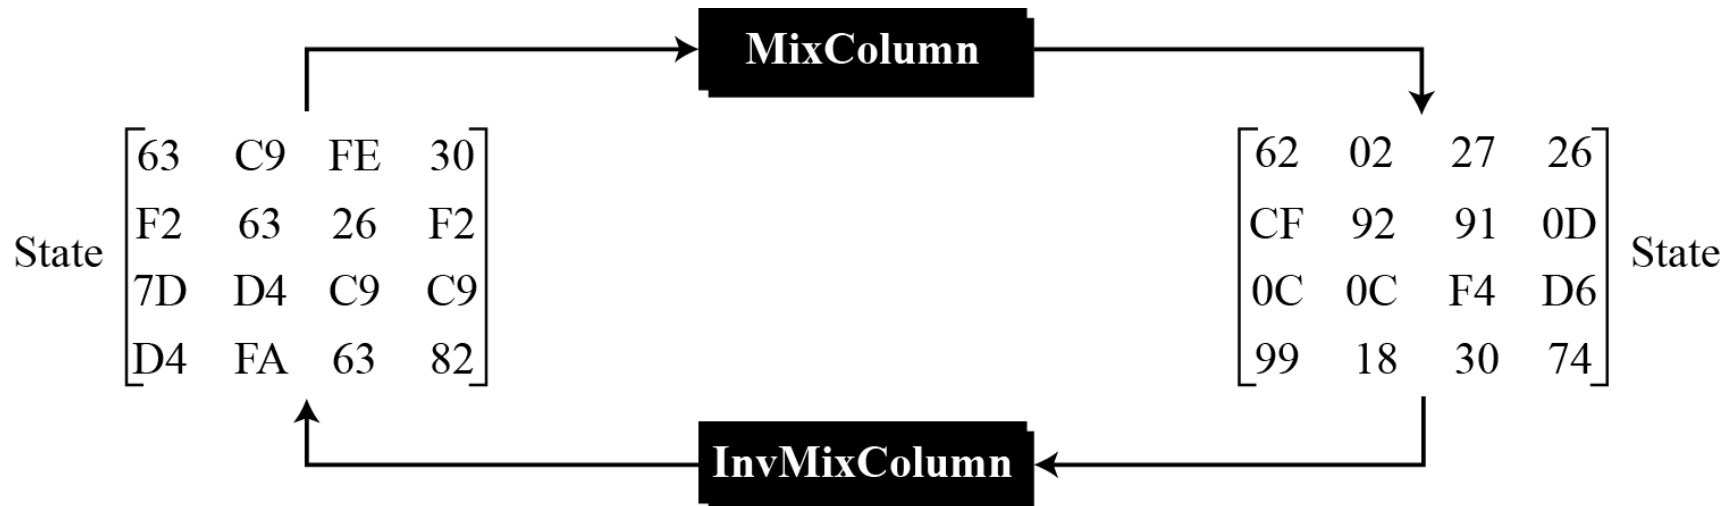 MixColumn
63 C9 FE 30
62 02 27 26
F2 63 26 F2
CF 92 91 0D
State
State
7D D4 C9 C9
0C 0C F4 D6
D4 FA 63 82
99 18 30 74
InvMixColumn